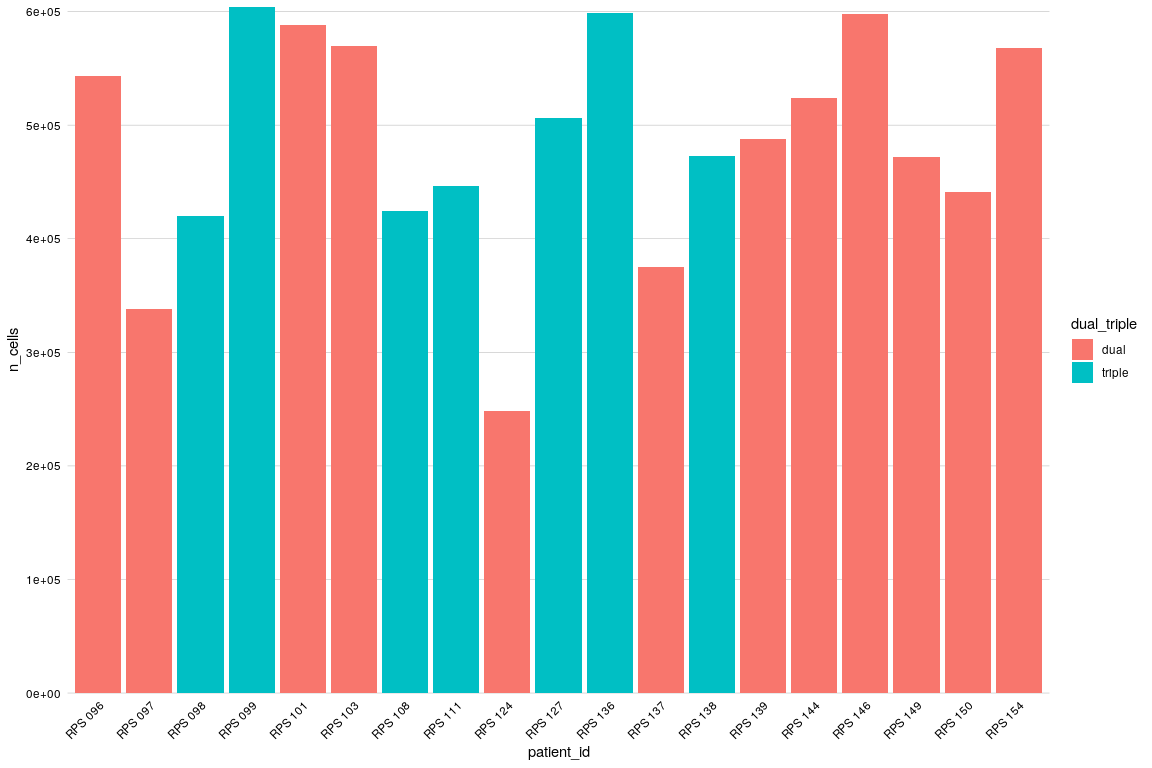 6e+05
5e+05
4e+05
3e+05
2e+05
1e+05
0e+00
n_cells
RPS 096
RPS 097
RPS 098
RPS 099
RPS 101
RPS 103
RPS 108
RPS 111
RPS 124
RPS 127
RPS 136
RPS 137
RPS 138
RPS 139
RPS 144
RPS 146
RPS 149
RPS 150
RPS 154
patient_id
dual_triple
dual
triple